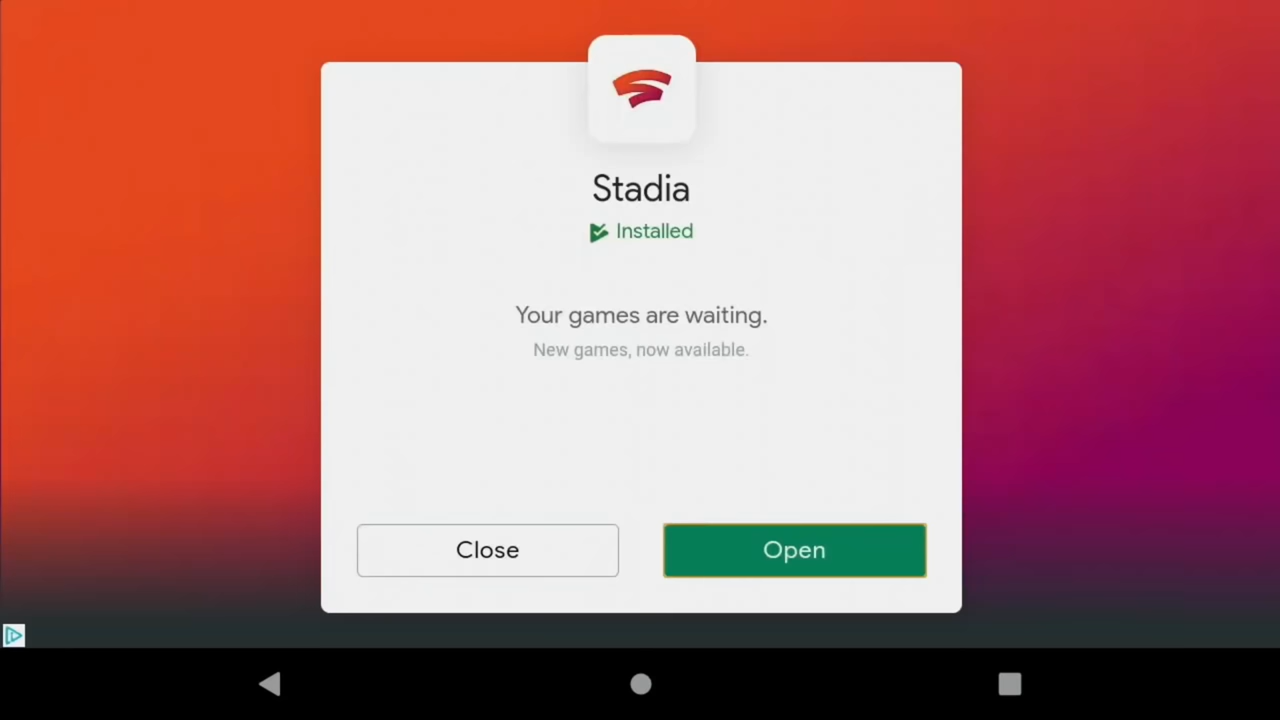 Stadia
Installed
Your games are waiting.
New games, now available.
Close
Open